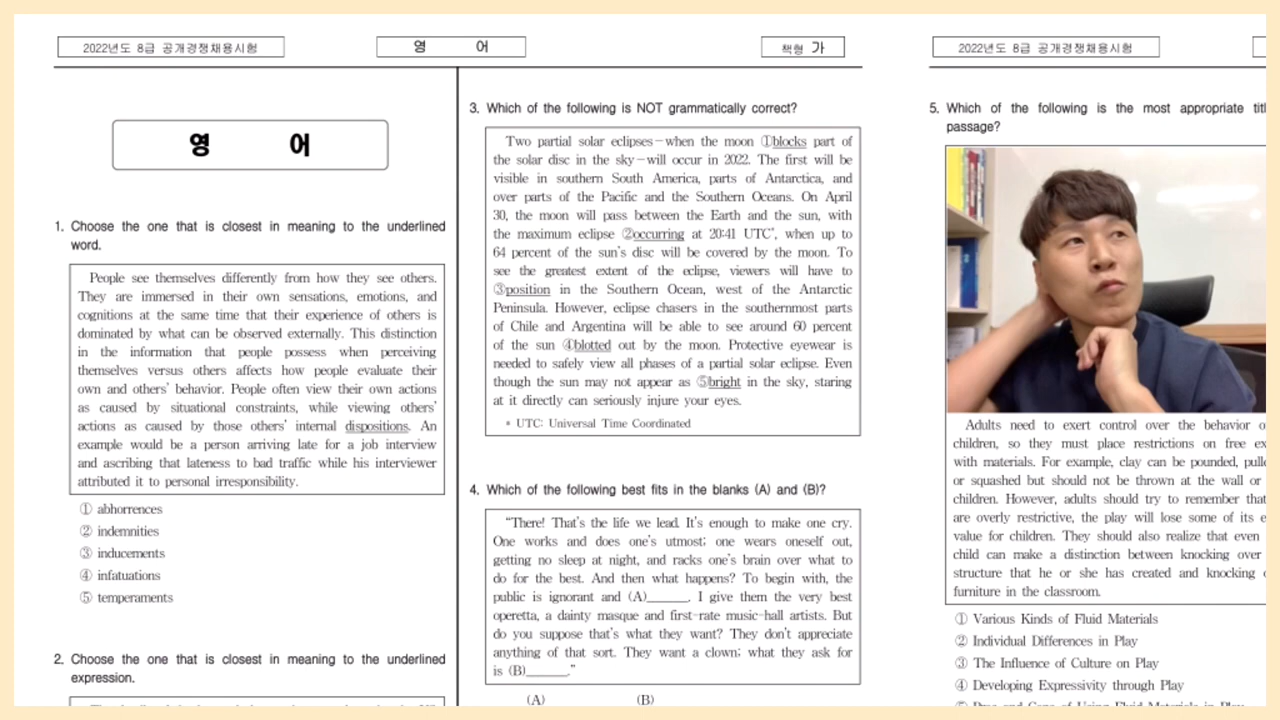 2022년도 8급 공개경쟁채용시험
영 어
책형 가
영 어
1. Choose the one that is closest in meaning to the underlined
word.
People see themselves differently from how they see others.
They are immersed in their own sensations, emotions, and
cognitions at the same time that their experience of others is
dominated by what can be observed externally. This distinction
in the information that people possess when perceiving
themselves versus others affects how people evaluate their
own and others' behavior. People often view their own actions
as caused by situational constraints, while viewing others'
actions as caused by those others' internal dispositions. An
example would be a person arriving late for a job interview
and ascribing that lateness to bad traffic while his interviewer
attributed it to personal irresponsibility.
① abhorrences
② indemnities
③ inducements
④ infatuations
⑤ temperaments
2. Choose the one that is closest in meaning to the underlined
expression.
3. Which of the following is NOT grammatically correct?
Two partial solar eclipses—when the moon ①blocks part of
the solar disc in the sky—will occur in 2022. The first will be
visible in southern South America, parts of Antarctica, and
over parts of the Pacific and the Southern Oceans. On April
30, the moon will pass between the Earth and the sun, with
the maximum eclipse ②occurring at 20:41 UTC*, when up to
64 percent of the sun's disc will be covered by the moon. To
see the greatest extent of the eclipse, viewers will have to
③position in the Southern Ocean, west of the Antarctic
Peninsula. However, eclipse chasers in the southernmost parts
of Chile and Argentina will be able to see around 60 percent
of the sun ④blotted out by the moon. Protective eyewear is
needed to safely view all phases of a partial solar eclipse. Even
though the sun may not appear as ⑤bright in the sky, staring
at it directly can seriously injure your eyes.
* UTC: Universal Time Coordinated
4. Which of the following best fits in the blanks (A) and (B)?
"There! That's the life we lead. It's enough to make one cry.
One works and does one's utmost; one wears oneself out,
getting no sleep at night, and racks one's brain over what to
do for the best. And then what happens? To begin with, the
public is ignorant and (A)______. I give them the very best
operetta, a dainty masque and first-rate music-hall artists. But
do you suppose that's what they want? They don't appreciate
anything of that sort. They want a clown; what they ask for
is (B)______."
(A) (B)
2022년도 8급 공개경쟁채용시험
5. Which of the following is the most appropriate
passage?
Adults need to exert control over the behavior
children, so they must place restrictions on free
with materials. For example, clay can be pounded,
or squashed but should not be thrown at the wall or
children. However, adults should try to remember that
are overly restrictive, the play will lose some of its
value for children. They should also realize that even
child can make a distinction between knocking over
structure that he or she has created and knocking
furniture in the classroom.
① Various Kinds of Fluid Materials
② Individual Differences in Play
③ The Influence of Culture on Play
④ Developing Expressivity through Play